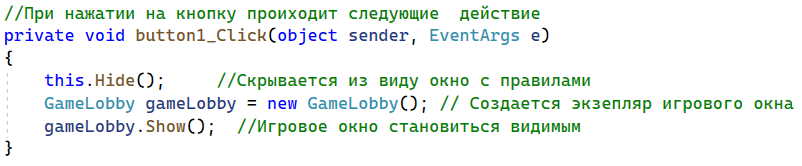 //При нажатии на кнопку проиходит следующие  действие
private void button1_Click(object sender, EventArgs e)
{
    this.Hide();     //Скрывается из виду окно с правилами
    GameLobby gameLobby = new GameLobby(); // Создается экзепляр игрового окна
    gameLobby.Show();  //Игровое окно становиться видимым
}